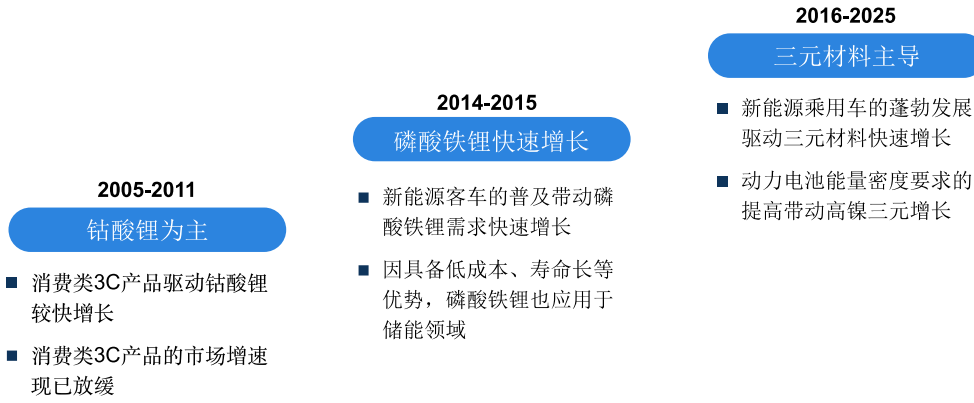 2005-2011
钴酸锂为主
消费类3C产品驱动钴酸锂
较快增长
消费类3C产品的市场增速
现已放缓
2014-2015
磷酸铁锂快速增长
新能源客车的普及带动磷
酸铁锂需求快速增长
因具备低成本、寿命长等
优势，磷酸铁锂也应用于
储能领域
2016-2025
三元材料主导
新能源乘用车的蓬勃发展
驱动三元材料快速增长
动力电池能量密度要求的
提高带动高镍三元增长